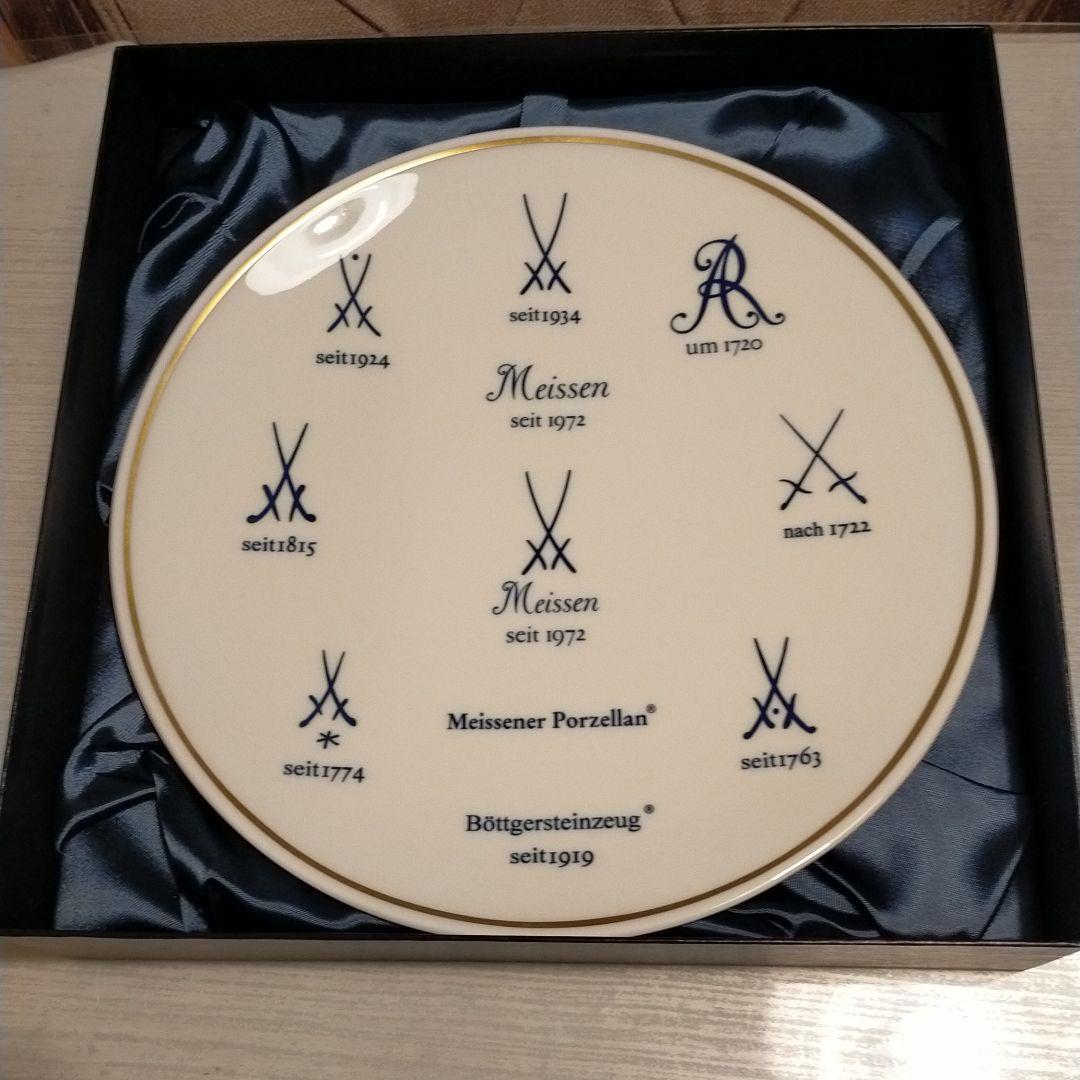 seit1934
AR
um 1720
seit1924
Meissen
seit 1972
nach 1722
seit1815
Meissen
seit 1972
Meissener Porzellan®
seit1763
seit1774
Böttgersteinzeug®
seit1919